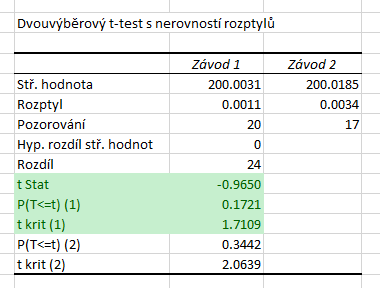 Dvouvýběrový t-test s nerovností rozptylů
Závod 1 Závod 2
Stř. hodnota 200.0031 200.0185
Rozptyl 0.0011 0.0034
Pozorování 20 17
Hyp. rozdíl stř. hodnot 0
Rozdíl 24
t Stat -0.9650
P(T<=t) (1) 0.1721
t krit (1) 1.7109
P(T<=t) (2) 0.3442
t krit (2) 2.0639